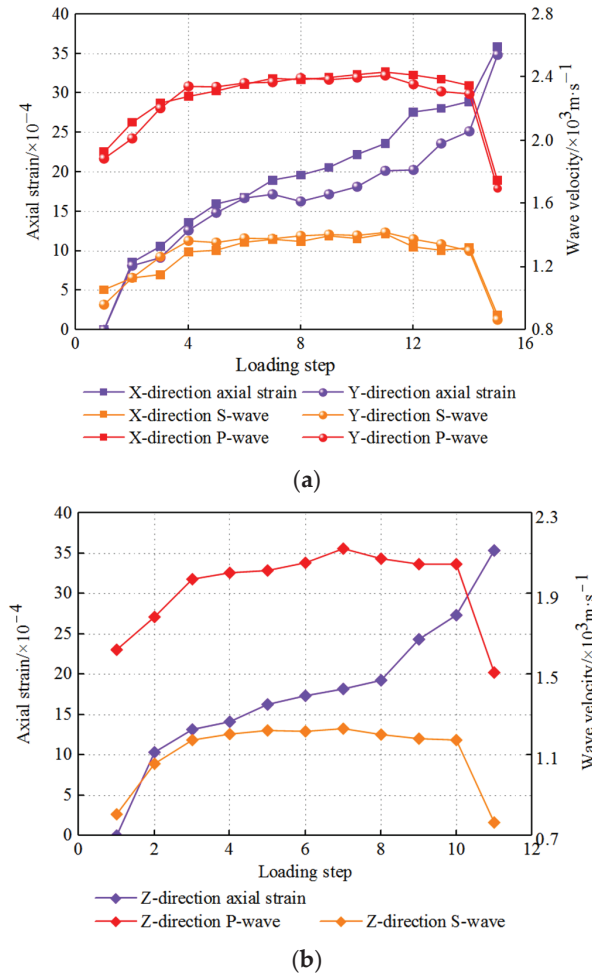 40
35
30
25
20
15
10
5
0
Axial strain/×10⁻⁴
2.8
2.4
2.0
1.6
1.2
0.8
Wave velocity/×10³m·s⁻¹
0 2 4 6 8 10 12 14 16
Loading step
X-direction axial strain Y-direction axial strain
X-direction S-wave Y-direction S-wave
X-direction P-wave Y-direction P-wave
(a)
40
35
30
25
20
15
10
5
0
Axial strain/×10⁻⁴
2.3
1.9
1.5
1.1
0.7
Wave velocity/×10³m·s⁻¹
0 2 4 6 8 10 12
Loading step
Z-direction axial strain
Z-direction P-wave Z-direction S-wave
(b)